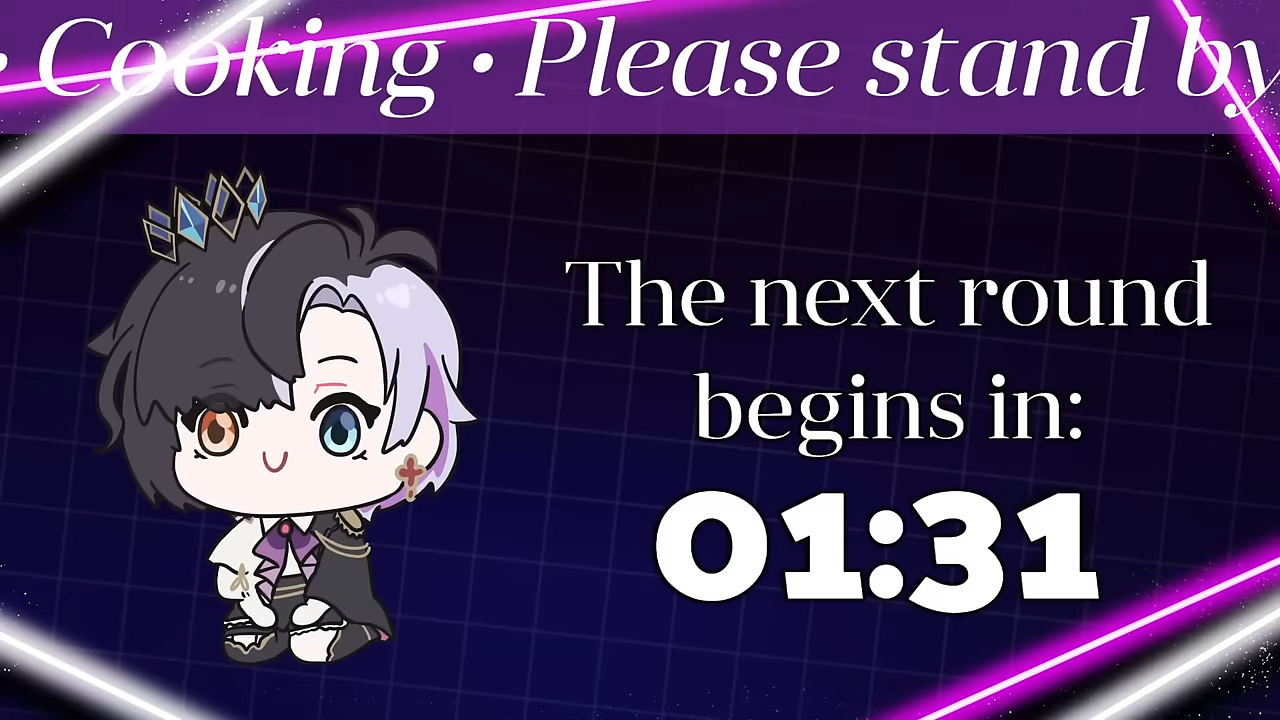 • Cooking • Please stand by
The next round
begins in:
01:31